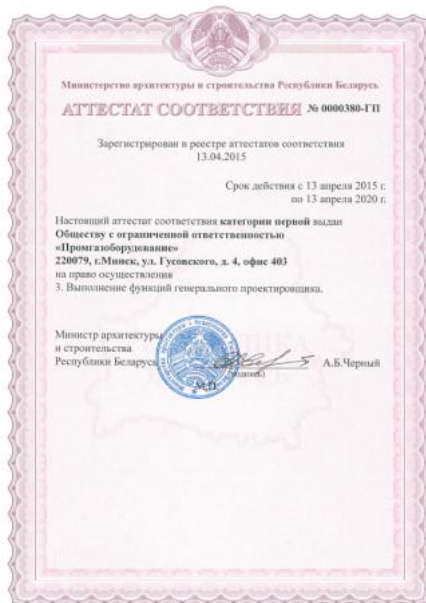 Министерство архитектуры и строительства Республики Беларусь
АТТЕСТАТ СООТВЕТСТВИЯ № 0000380-ГП
Зарегистрирован в реестре аттестатов соответствия
13.04.2015
Срок действия с 13 апреля 2015 г.
по 13 апреля 2020 г.
Настоящий аттестат соответствия категории первой выдан
Обществу с ограниченной ответственностью
«Промгазоборудование»
220079, г.Минск, ул. Гусовского, д. 4, офис 403
на право осуществления
3. Выполнение функций генерального проектировщика.
Министр архитектуры
и строительства
Республики Беларусь
А.Б.Черный
(подпись)
М.П.